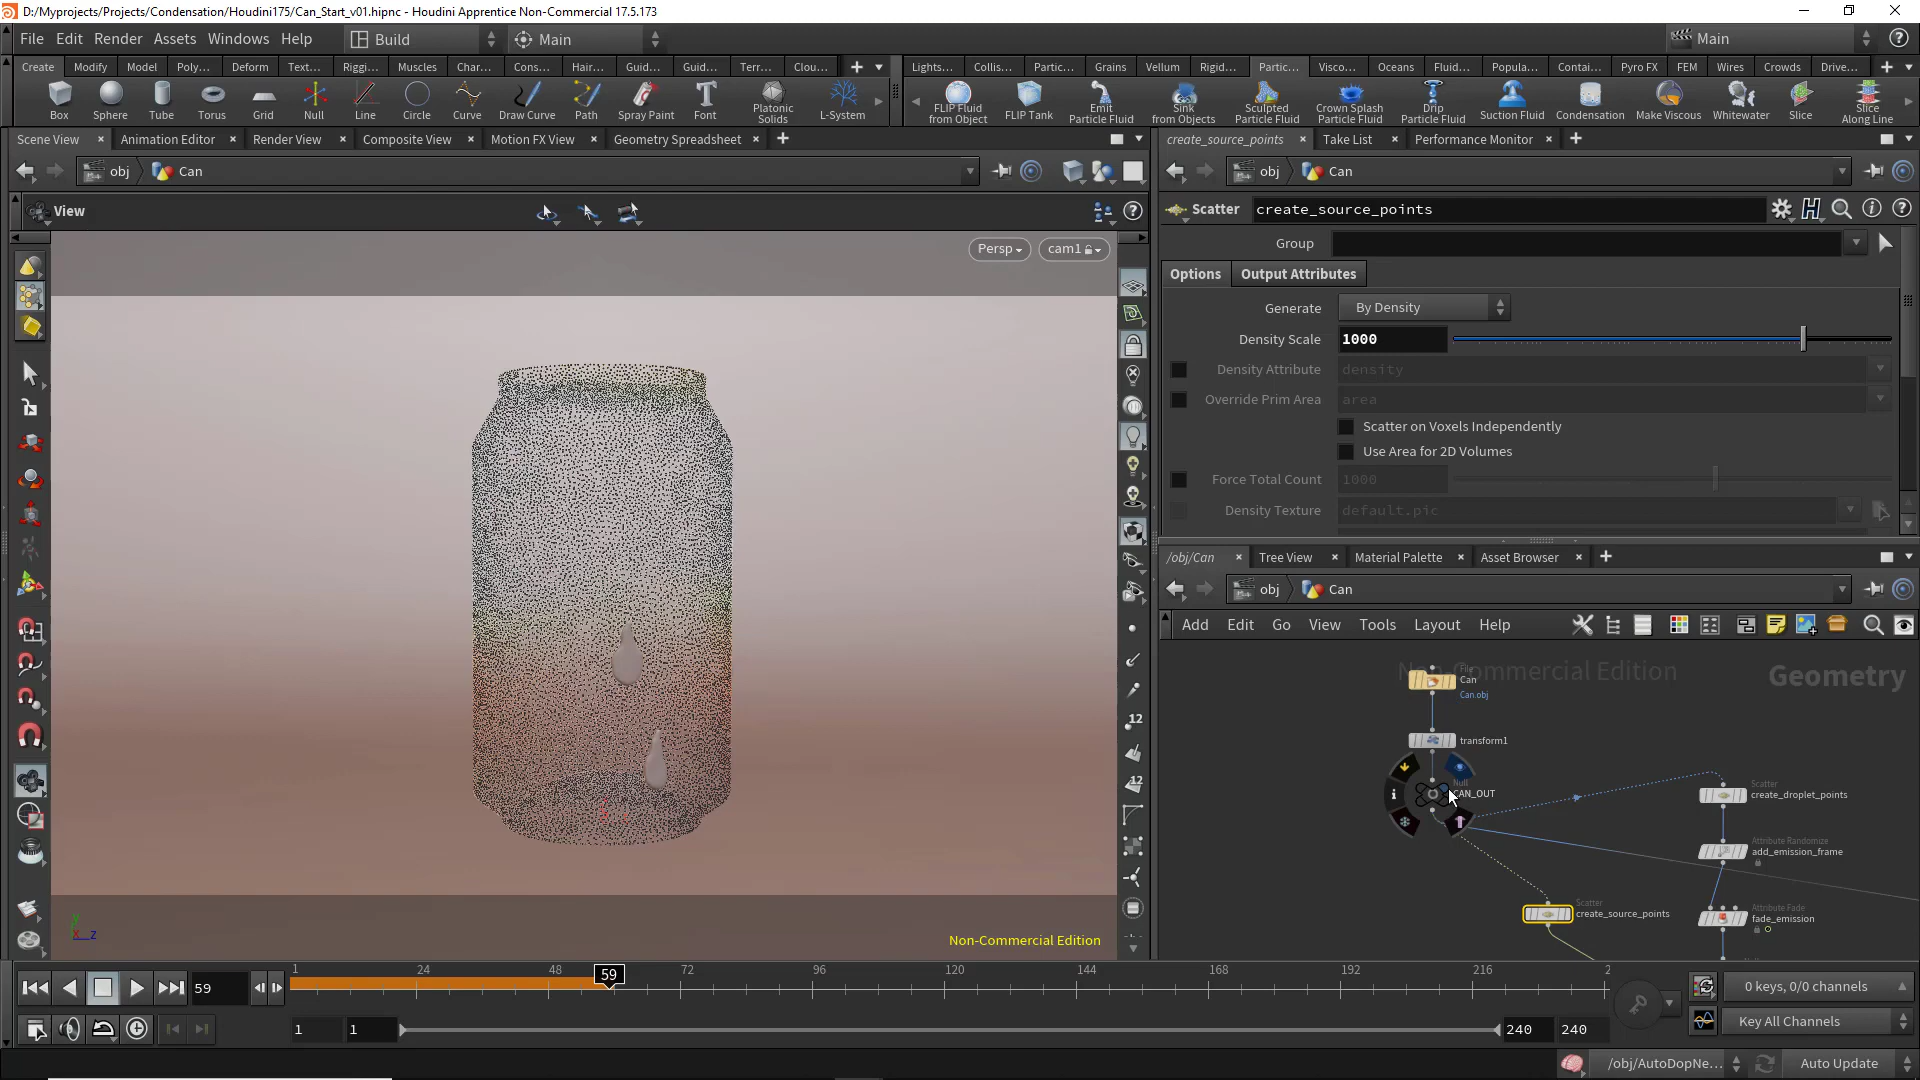 D:/Myprojects/Projects/Condensation/Houdini175/Can_Start_v01.hipnc - Houdini Apprentice Non-Commercial 17.5.173
File Edit Render Assets Windows Help Build Main Main
Create Modify Model Poly... Deform Text... Riggi... Muscles Char... Cons... Hair... Guid... Guid... Terr... Clou... Lights... Collis... Partic... Grains Vellum Rigid... Partic... Visco... Oceans Fluid... Popula... Contai... Pyro FX FEM Wires Crowds Drive...
Box Sphere Tube Torus Grid Null Line Circle Curve Draw Curve Path Spray Paint Font Platonic Solids L-System FLIP Fluid from Object FLIP Tank Emit Particle Fluid Sink from Objects Sculpted Particle Fluid Crown Splash Particle Fluid Drip Particle Fluid Suction Fluid Condensation Make Viscous Whitewater Slice Slice Along Line
Scene View Animation Editor Render View Composite View Motion FX View Geometry Spreadsheet create_source_points Take List Performance Monitor
obj Can obj Can
View Scatter create_source_points
Persp cam1 Group
Options Output Attributes
Generate By Density
Density Scale 1000
Density Attribute density
Override Prim Area area
Scatter on Voxels Independently
Use Area for 2D Volumes
Force Total Count 1000
Density Texture default.pic
/obj/Can Tree View Material Palette Asset Browser
obj Can
Add Edit Go View Tools Layout Help
Non-Commercial Edition
Geometry
File
Can
Can.obj
12
transform1
12
Null
CAN_OUT
Scatter
create_droplet_points
Attribute Randomize
add_emission_frame
Scatter
create_source_points
Attribute Fade
fade_emission
y
x z
Non-Commercial Edition
1 24 48 59 72 96 120 144 168 192 216 2
59 0 keys, 0/0 channels
1 1 240 240 Key All Channels
/obj/AutoDopNe... Auto Update